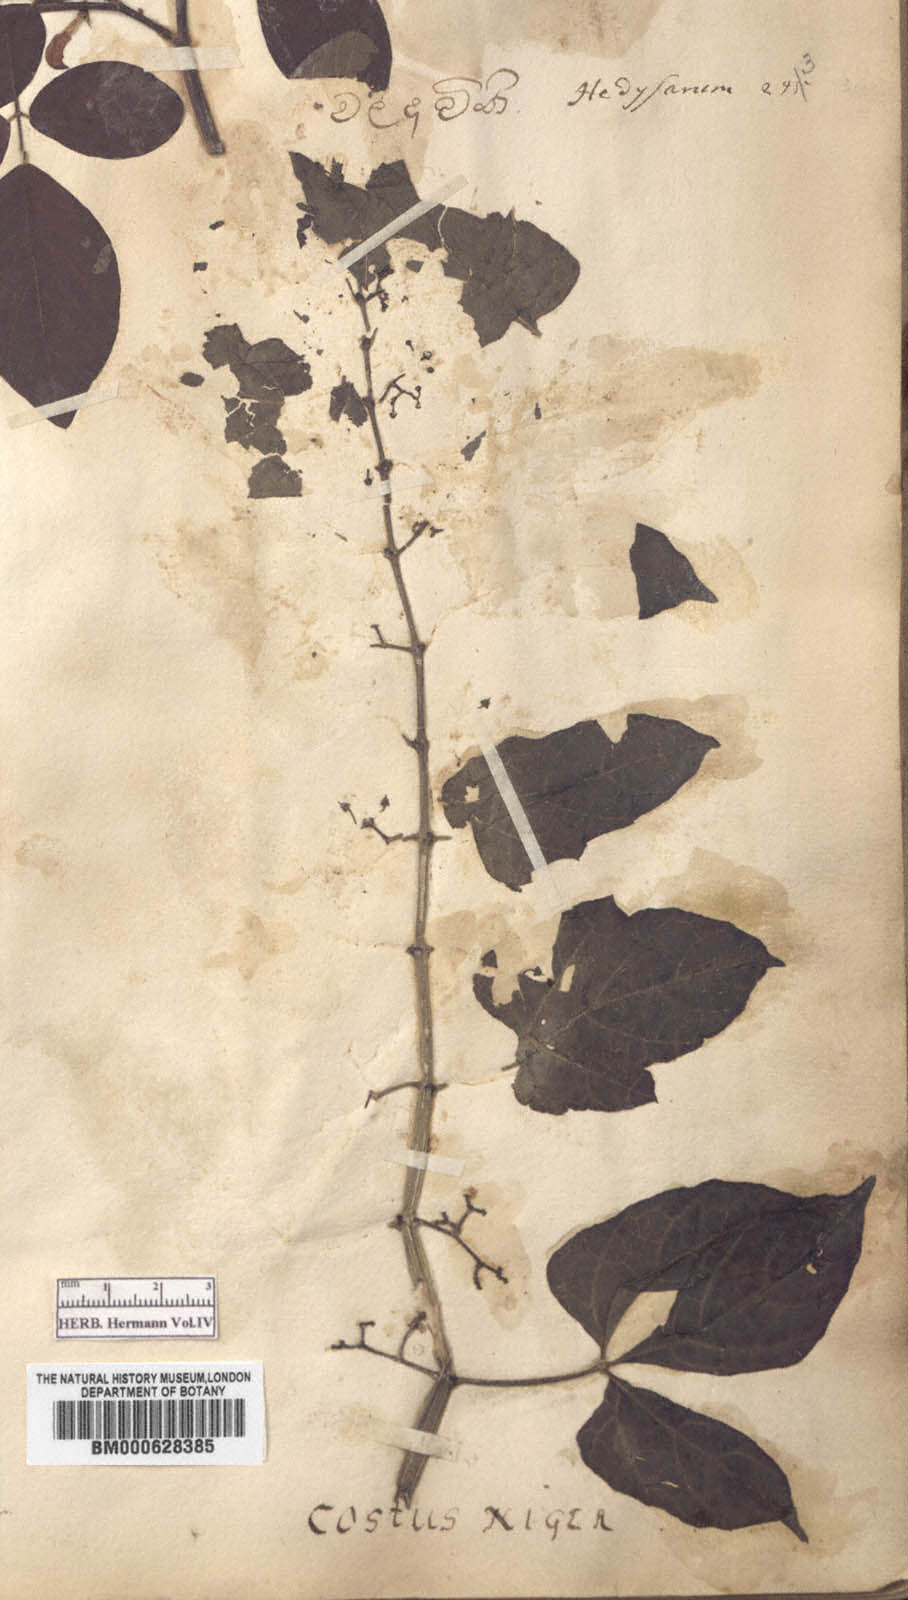 Hedysarum
mm 1 2 3
HERB. Hermann Vol.IV
THE NATURAL HISTORY MUSEUM,LONDON
DEPARTMENT OF BOTANY
BM000628385
COStUS NIGER